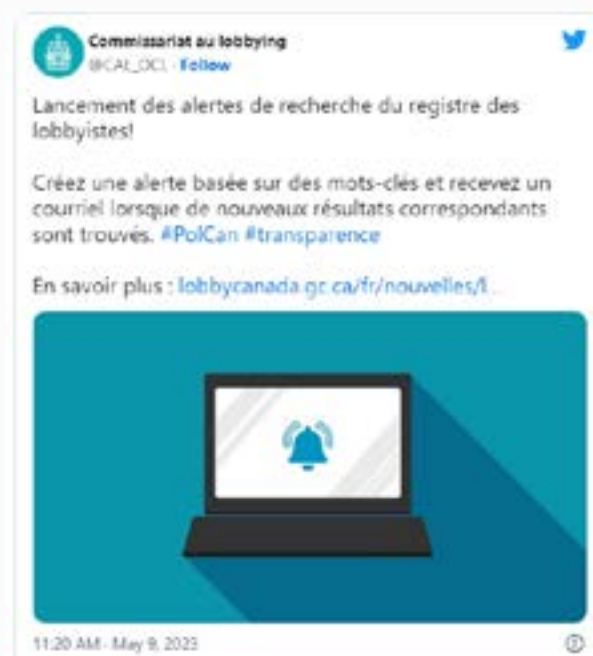 Commissariat au lobbying
@CAL_OCL · Follow
Lancement des alertes de recherche du registre des
lobbyistes!
Créez une alerte basée sur des mots-clés et recevez un
courriel lorsque de nouveaux résultats correspondants
sont trouvés. #PolCan #transparence
En savoir plus : lobbycanada.gc.ca/fr/nouvelles/l…
11:20 AM · May 9, 2023